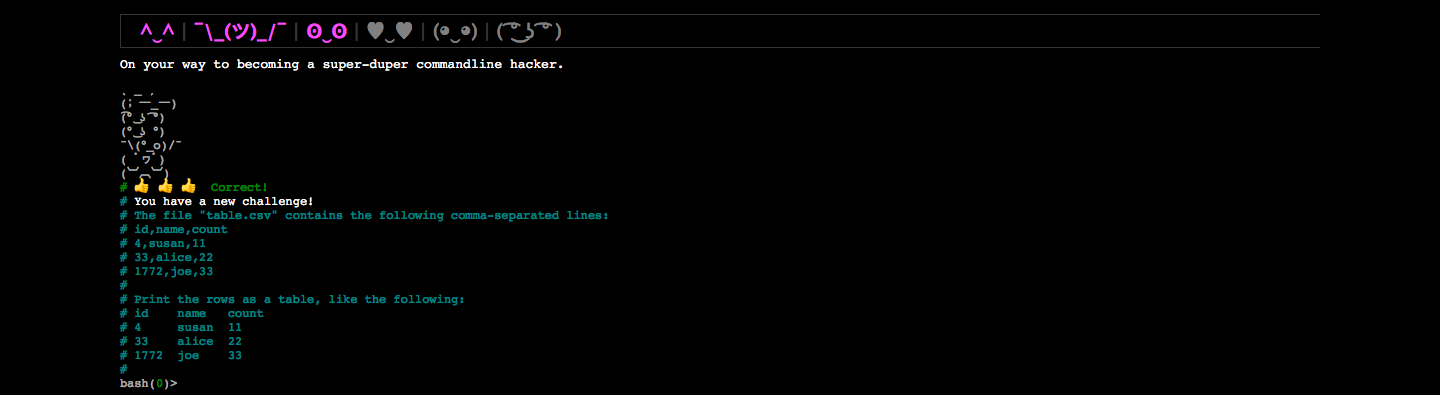 ^‿^ | ¯\_(ツ)_/¯ | ʘ‿ʘ | ♥‿♥ | (◕‿◕) | ( ͡° ͜ʖ ͡° )
On your way to becoming a super-duper commandline hacker.
(; ̄_ ̄)
( ͡° ͜ʖ ͡°)
(° ͜ʖ °)
¯\(°_o)/¯
( ゚ヮ゚)
(︶︹︶)
# 👍 👍 👍 Correct!
# You have a new challenge!
# The file "table.csv" contains the following comma-separated lines:
# id,name,count
# 4,susan,11
# 33,alice,22
# 1772,joe,33
#
# Print the rows as a table, like the following:
# id    name   count
# 4     susan  11
# 33    alice  22
# 1772  joe    33
#
bash(0)>